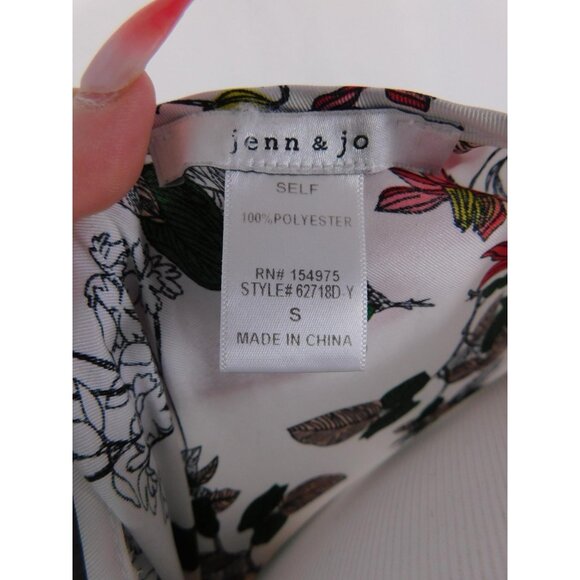 jenn & jo
SELF
100%POLYESTER
RN# 154975
STYLE# 62718D-Y
S
MADE IN CHINA